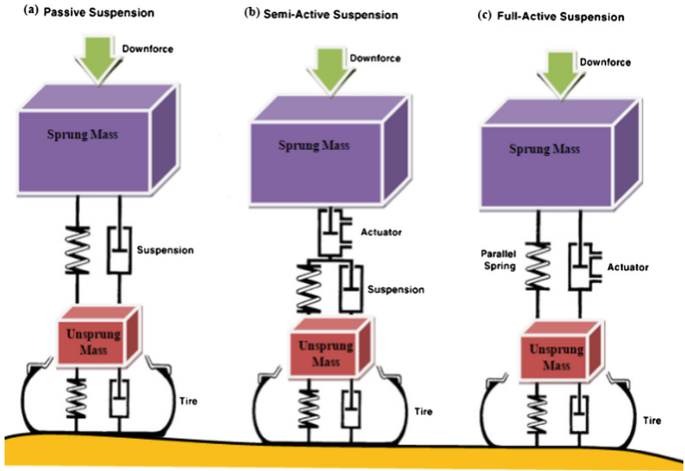 (a) Passive Suspension
Downforce
Sprung Mass
Suspension
Unsprung
Mass
Tire
(b) Semi-Active Suspension
Downforce
Sprung Mass
Actuator
Suspension
Unsprung
Mass
Tire
(c) Full-Active Suspension
Downforce
Sprung Mass
Parallel
Spring
Actuator
Unsprung
Mass
Tire